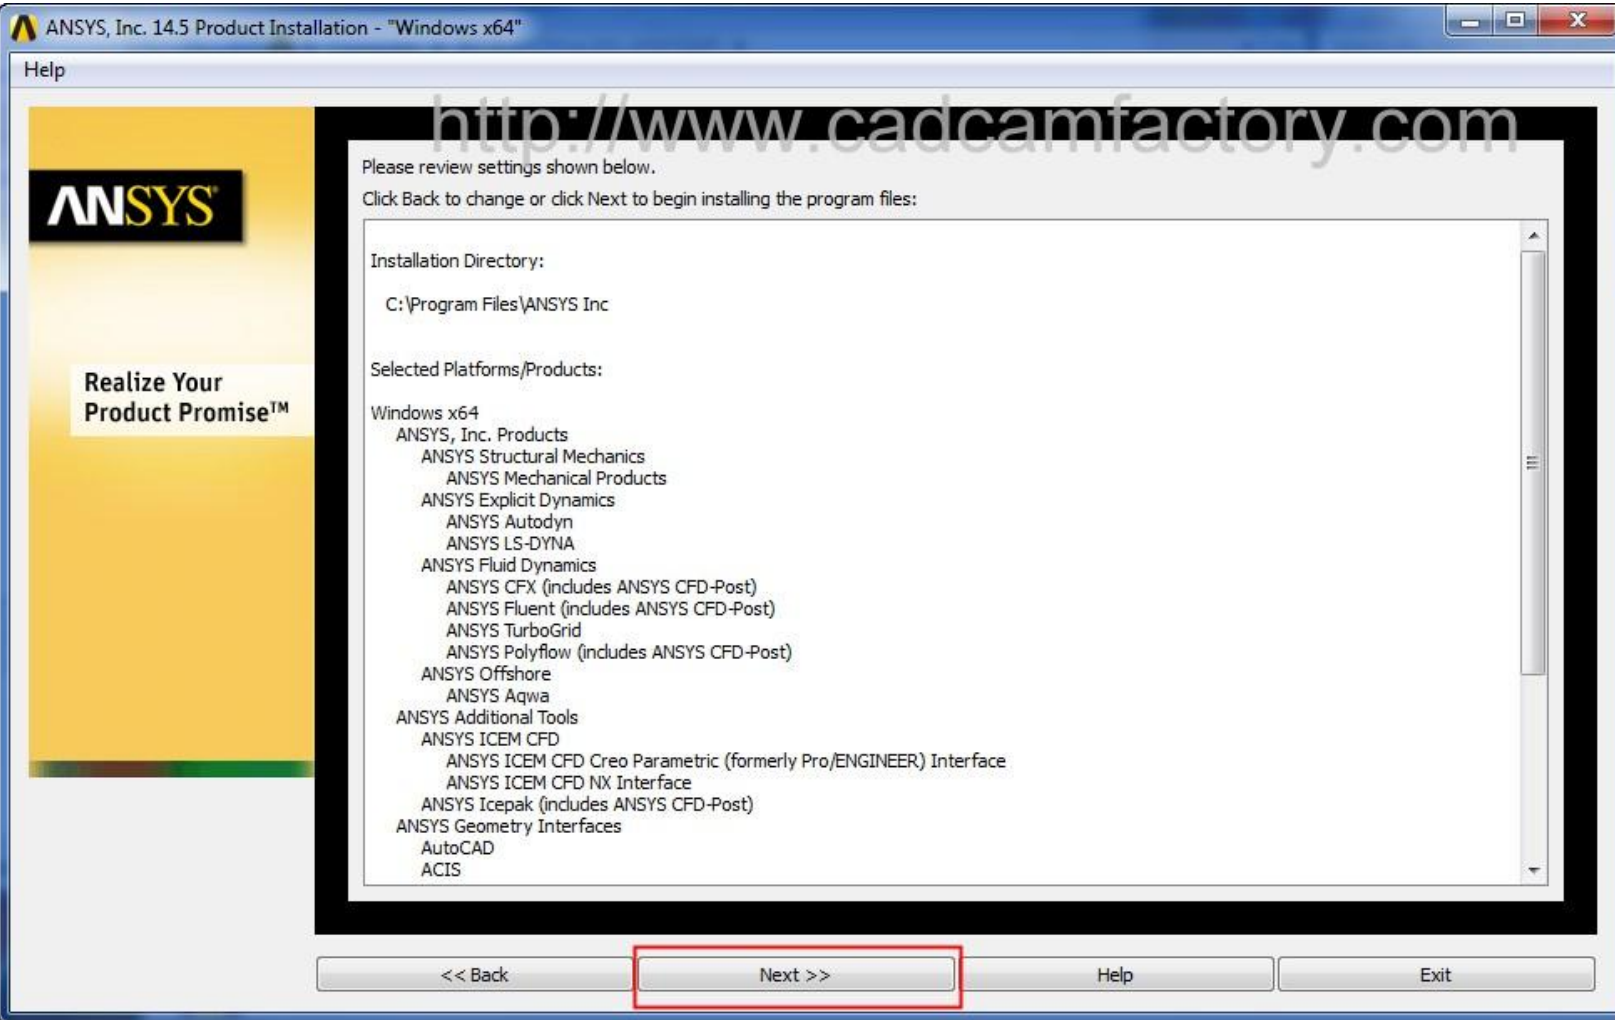 ANSYS, Inc. 14.5 Product Installation - "Windows x64"
Help
http://www.cadcamfactory.com
ANSYS
Realize Your
Product Promise™
Please review settings shown below.
Click Back to change or click Next to begin installing the program files:
Installation Directory:
C:\Program Files\ANSYS Inc
Selected Platforms/Products:
Windows x64
ANSYS, Inc. Products
ANSYS Structural Mechanics
ANSYS Mechanical Products
ANSYS Explicit Dynamics
ANSYS Autodyn
ANSYS LS-DYNA
ANSYS Fluid Dynamics
ANSYS CFX (includes ANSYS CFD-Post)
ANSYS Fluent (includes ANSYS CFD-Post)
ANSYS TurboGrid
ANSYS Polyflow (includes ANSYS CFD-Post)
ANSYS Offshore
ANSYS Aqwa
ANSYS Additional Tools
ANSYS ICEM CFD
ANSYS ICEM CFD Creo Parametric (formerly Pro/ENGINEER) Interface
ANSYS ICEM CFD NX Interface
ANSYS Icepak (includes ANSYS CFD-Post)
ANSYS Geometry Interfaces
AutoCAD
ACIS
<< Back
Next >>
Help
Exit